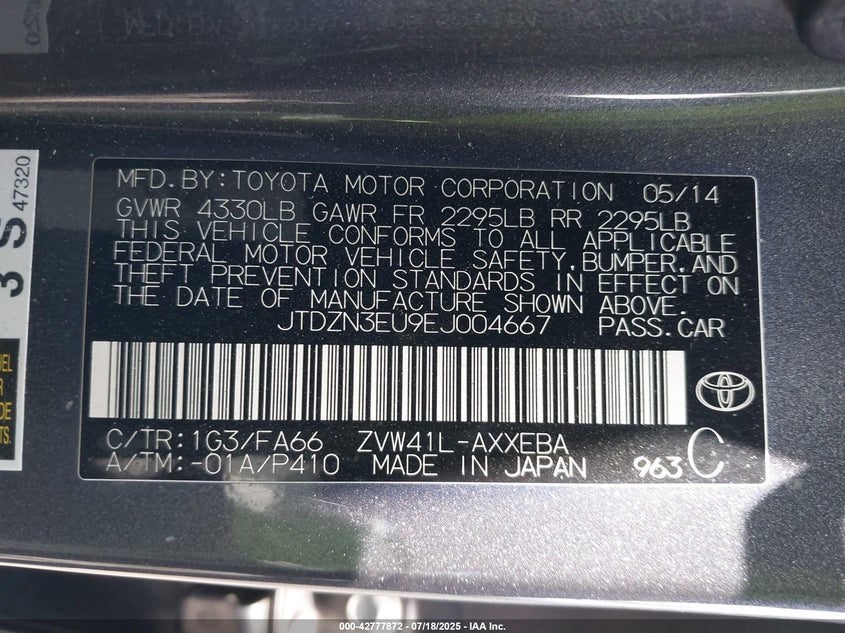 3 S 47320
MFD.BY:TOYOTA MOTOR CORPORATION 05/14
GVWR 4330LB GAWR FR 2295LB RR 2295LB
THIS VEHICLE CONFORMS TO ALL APPLICABLE
FEDERAL MOTOR VEHICLE SAFETY,BUMPER,AND
THEFT PREVENTION STANDARDS IN EFFECT ON
THE DATE OF MANUFACTURE SHOWN ABOVE.
JTDZN3EU9EJ004667 PASS.CAR
C/TR:1G3/FA66 ZVW41L-AXXEBA
A/TM:-01A/P410 MADE IN JAPAN 963 C
000-42777872 - 07/18/2025 - IAA Inc.